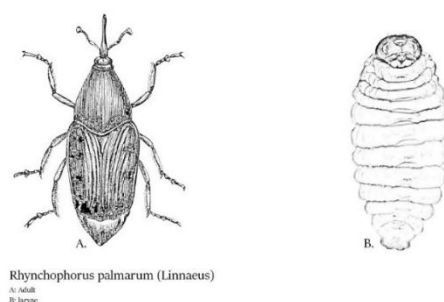 A.
B.
Rhynchophorus palmarum (Linnaeus)
A: Adult
B: larvae